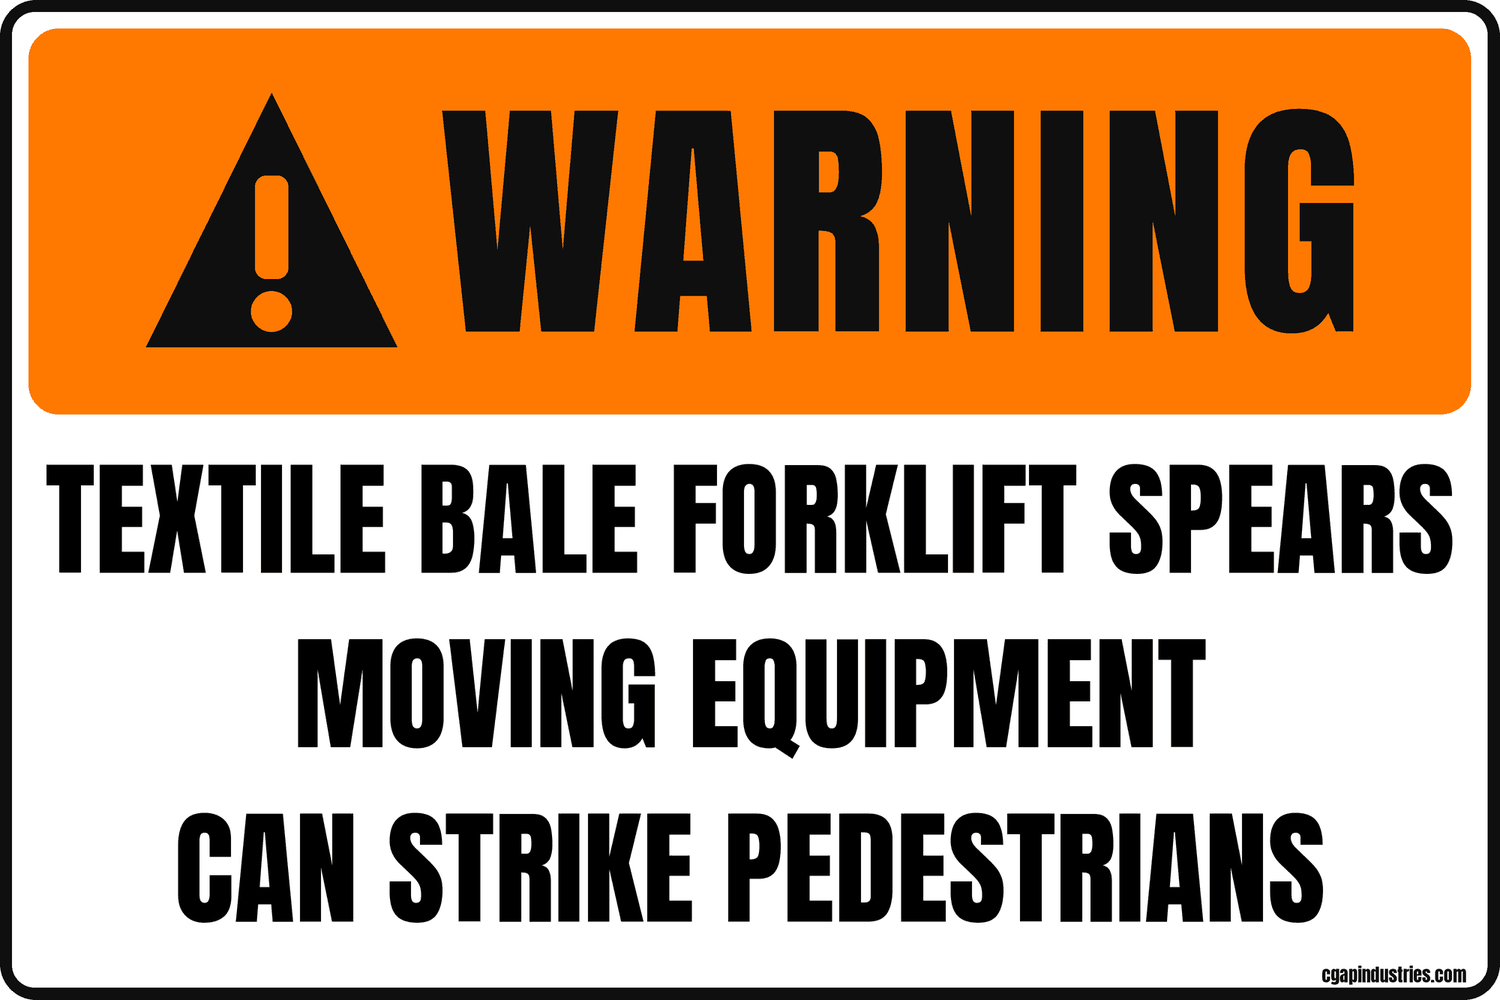 WARNING
TEXTILE BALE FORKLIFT SPEARS
MOVING EQUIPMENT
CAN STRIKE PEDESTRIANS
cgapindustries.com